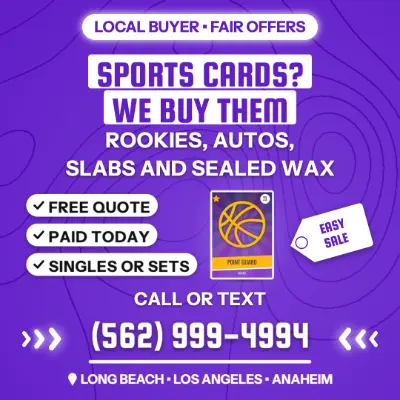 LOCAL BUYER • FAIR OFFERS
SPORTS CARDS?
WE BUY THEM
ROOKIES, AUTOS,
SLABS AND SEALED WAX
FREE QUOTE
PAID TODAY
SINGLES OR SETS
POINT GUARD
EASY
SALE
CALL OR TEXT
(562) 999-4994
LONG BEACH • LOS ANGELES • ANAHEIM